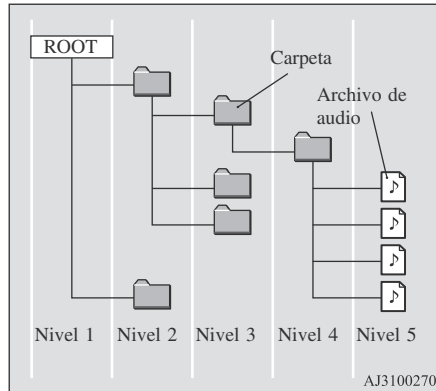 ROOT
Carpeta
Archivo de
audio
Nivel 1 Nivel 2 Nivel 3 Nivel 4 Nivel 5
AJ3100270